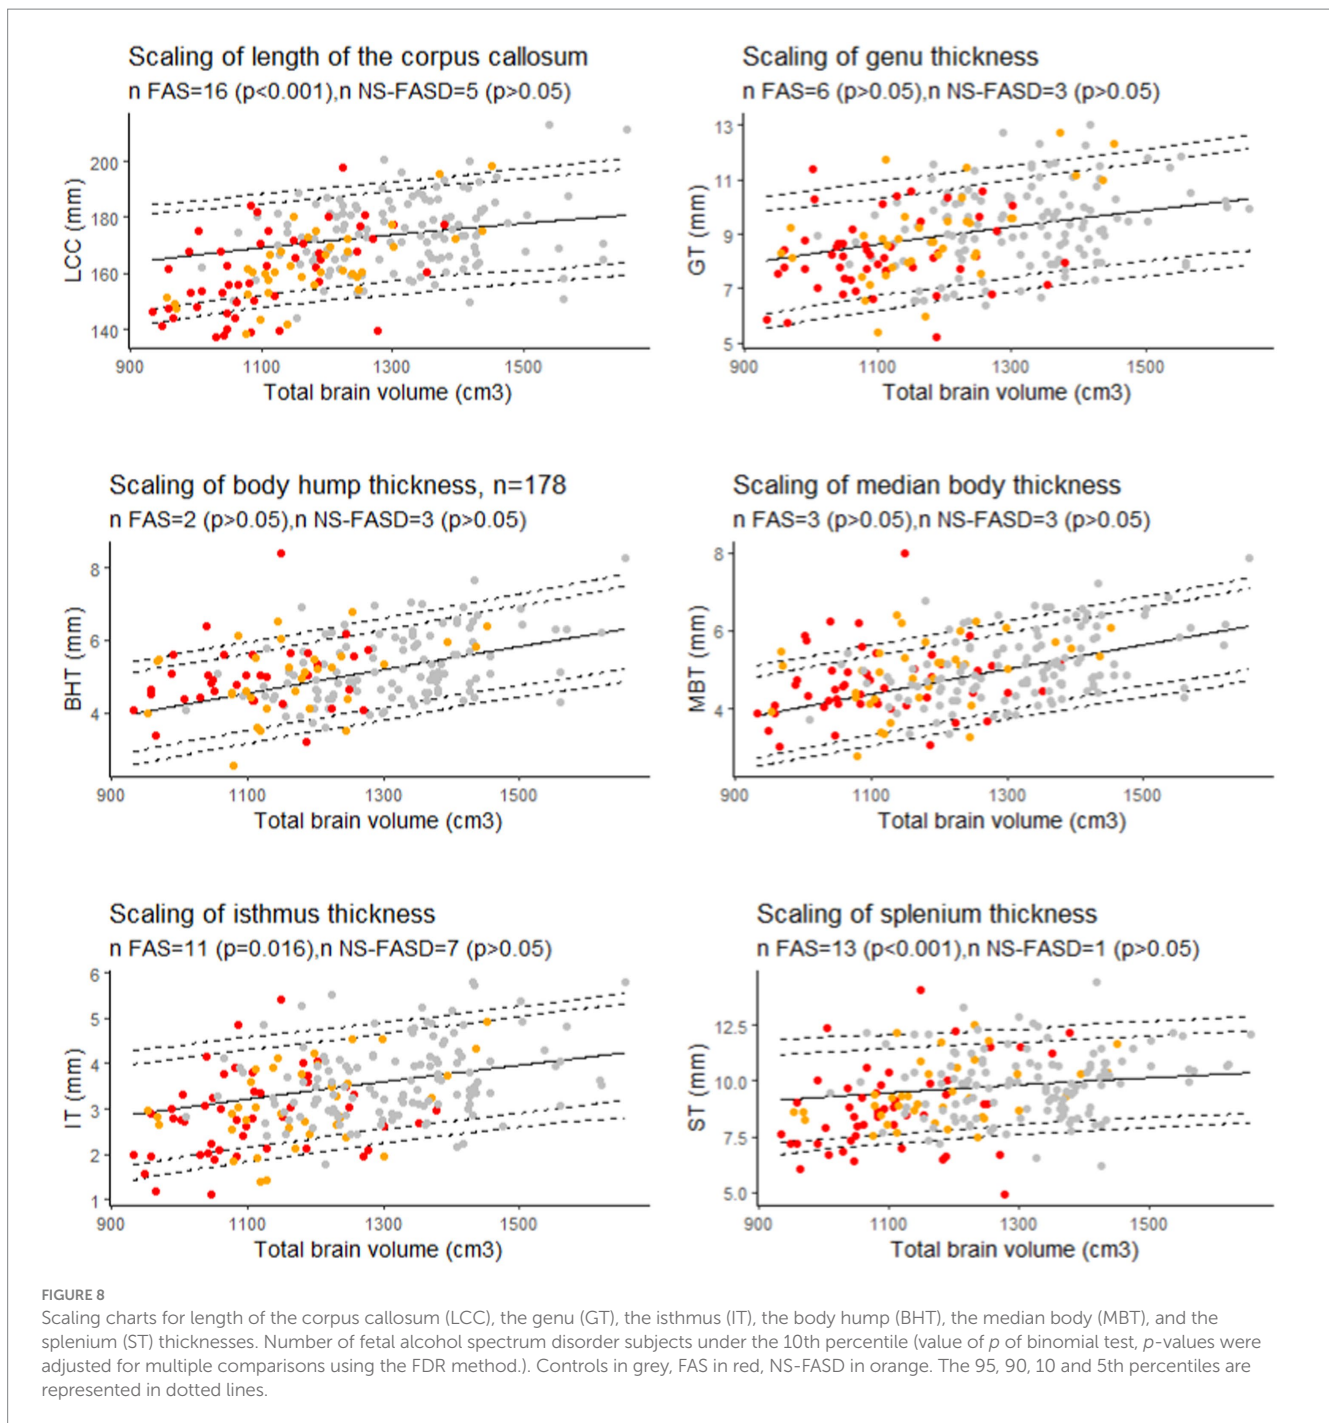 Scaling of length of the corpus callosum
n FAS=16 (p<0.001),n NS-FASD=5 (p>0.05)
200
180
160
140
LCC (mm)
900 1100 1300 1500
Total brain volume (cm3)
Scaling of genu thickness
n FAS=6 (p>0.05),n NS-FASD=3 (p>0.05)
13
11
9
7
5
GT (mm)
900 1100 1300 1500
Total brain volume (cm3)
Scaling of body hump thickness, n=178
n FAS=2 (p>0.05),n NS-FASD=3 (p>0.05)
8
6
4
BHT (mm)
900 1100 1300 1500
Total brain volume (cm3)
Scaling of median body thickness
n FAS=3 (p>0.05),n NS-FASD=3 (p>0.05)
8
6
4
MBT (mm)
900 1100 1300 1500
Total brain volume (cm3)
Scaling of isthmus thickness
n FAS=11 (p=0.016),n NS-FASD=7 (p>0.05)
6
5
4
3
2
1
IT (mm)
900 1100 1300 1500
Total brain volume (cm3)
Scaling of splenium thickness
n FAS=13 (p<0.001),n NS-FASD=1 (p>0.05)
12.5
10.0
7.5
5.0
ST (mm)
900 1100 1300 1500
Total brain volume (cm3)
FIGURE 8
Scaling charts for length of the corpus callosum (LCC), the genu (GT), the isthmus (IT), the body hump (BHT), the median body (MBT), and the
splenium (ST) thicknesses. Number of fetal alcohol spectrum disorder subjects under the 10th percentile (value of p of binomial test, p-values were
adjusted for multiple comparisons using the FDR method.). Controls in grey, FAS in red, NS-FASD in orange. The 95, 90, 10 and 5th percentiles are
represented in dotted lines.